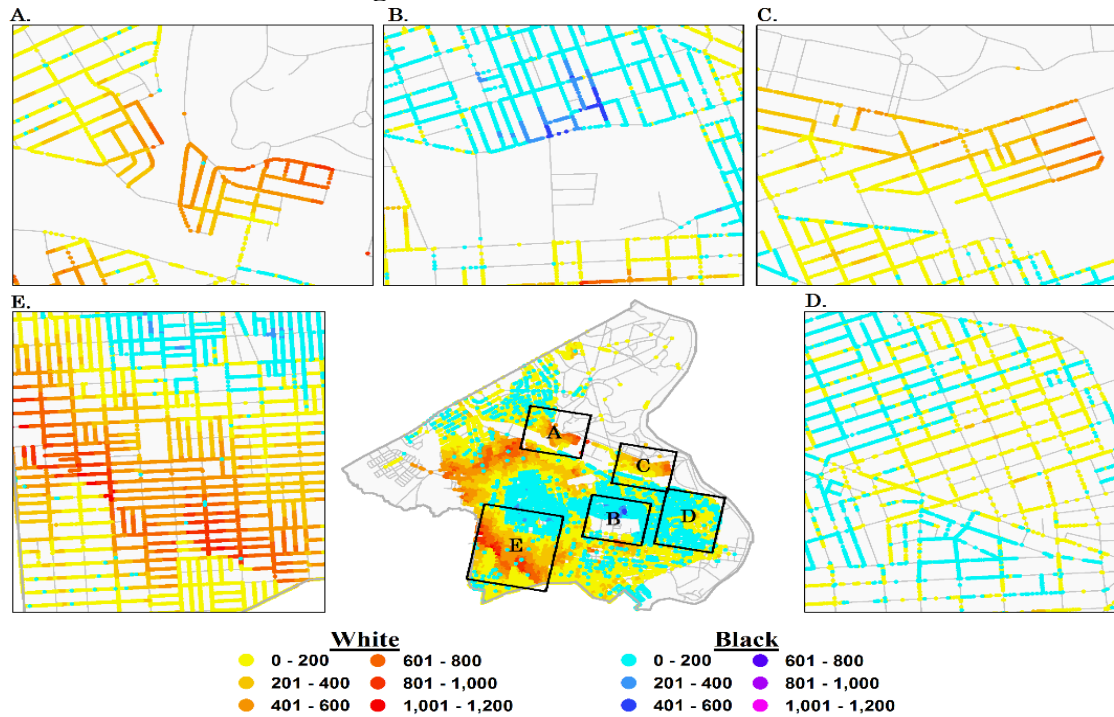 A.
B.
C.
E.
D.
A
C
B
D
E
White
0 - 200
601 - 800
201 - 400
801 - 1,000
401 - 600
1,001 - 1,200
Black
0 - 200
601 - 800
201 - 400
801 - 1,000
401 - 600
1,001 - 1,200